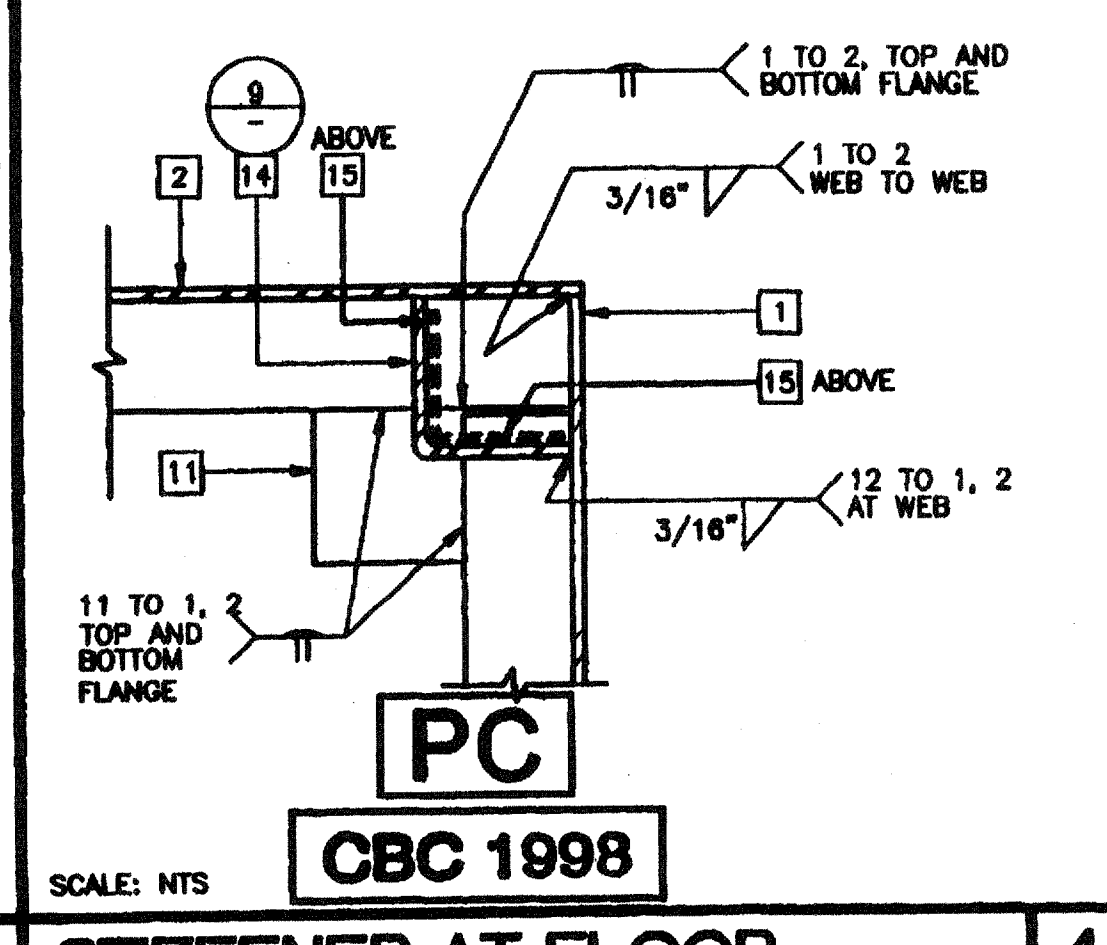 1 TO 2, TOP AND
BOTTOM FLANGE
9
-
ABOVE
2
14
15
1 TO 2
WEB TO WEB
3/16"
1
15 ABOVE
11
12 TO 1, 2
AT WEB
3/16"
11 TO 1, 2
TOP AND
BOTTOM
FLANGE
PC
CBC 1998
SCALE: NTS
AT FLOOR